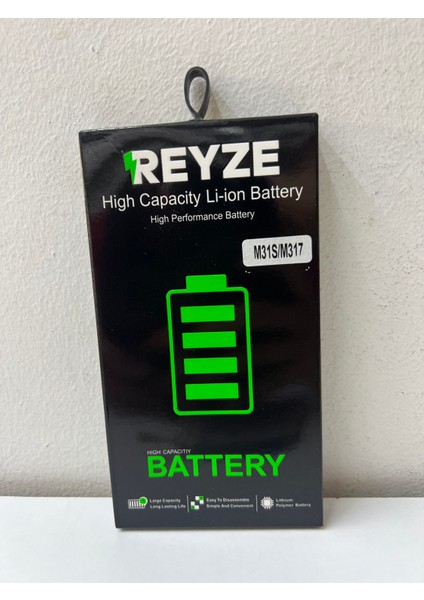 REYZE
High Capacity Li-ion Battery
High Performance Battery
M31S/M317
HIGH CAPACITIY
BATTERY
Large Capacity
Long Lasting Life
Easy To Disassemble
Simple And Convenient
Lithium
Polymer Battery